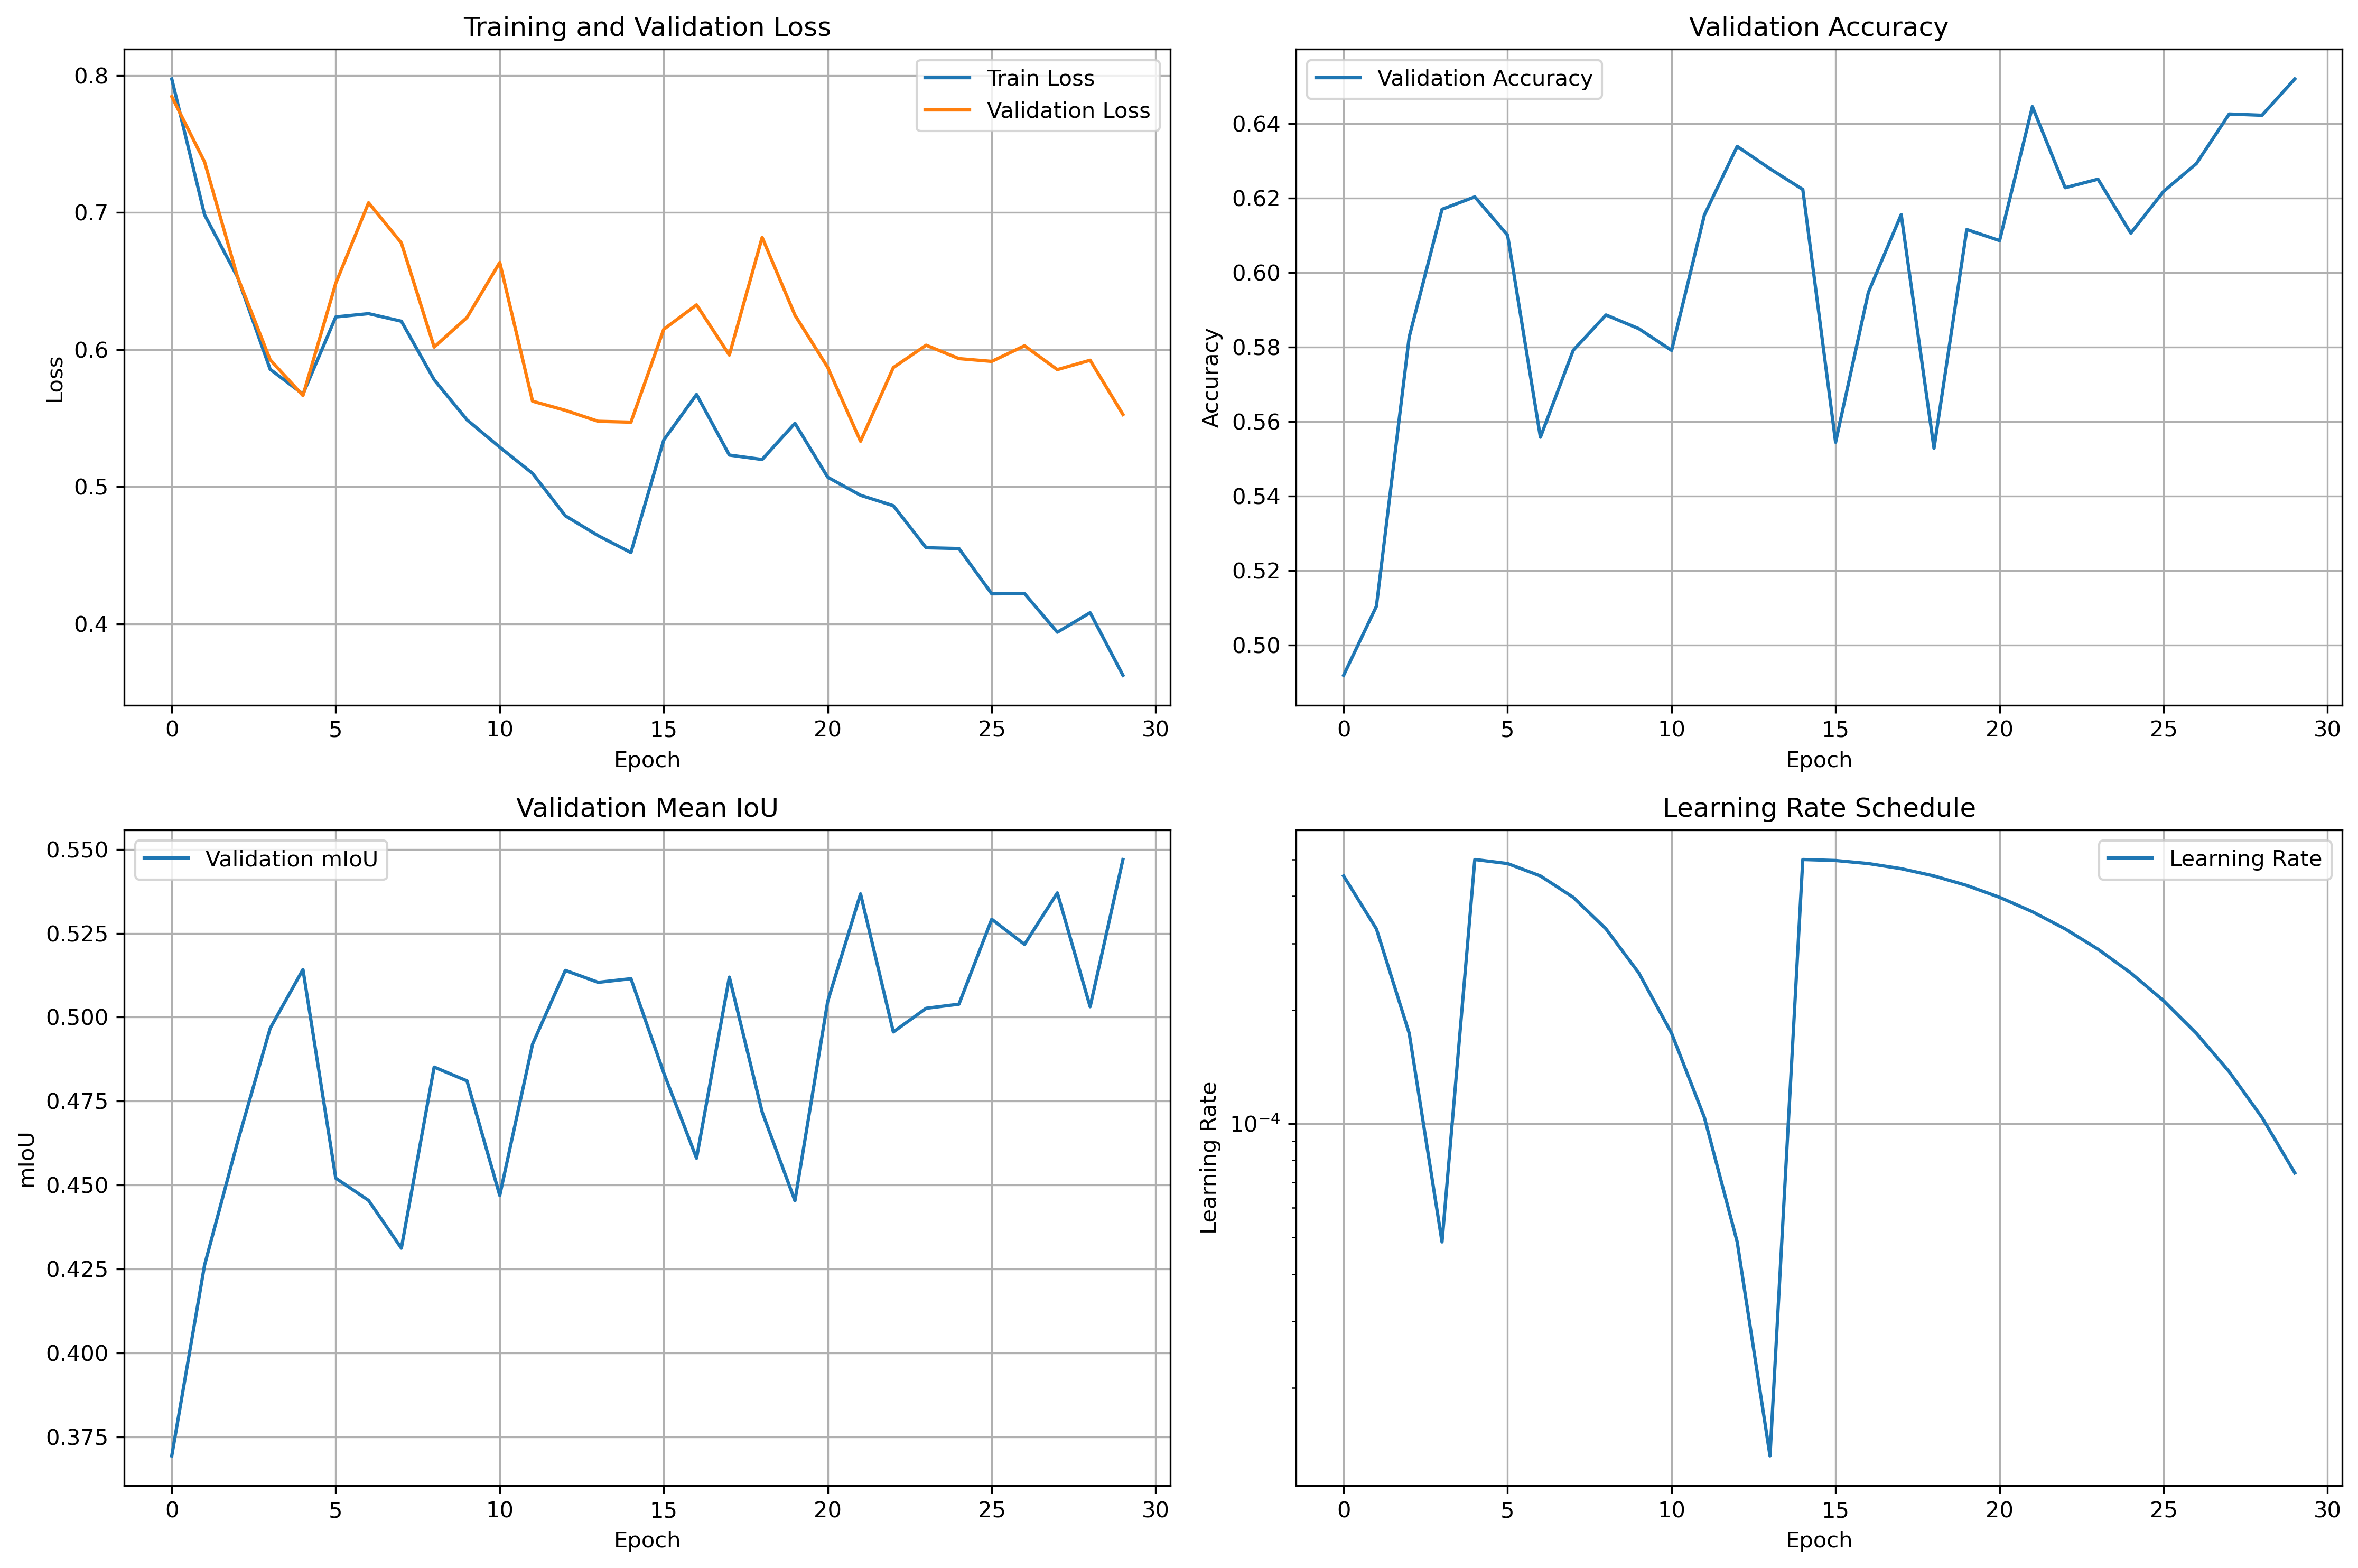 Training and Validation Loss
Train Loss
Validation Loss
0.8
0.7
0.6
0.5
0.4
Loss
0 5 10 15 20 25 30
Epoch
Validation Accuracy
Validation Accuracy
0.64
0.62
0.60
0.58
0.56
0.54
0.52
0.50
Accuracy
0 5 10 15 20 25 30
Epoch
Validation Mean IoU
Validation mIoU
0.550
0.525
0.500
0.475
0.450
0.425
0.400
0.375
mIoU
0 5 10 15 20 25 30
Epoch
Learning Rate Schedule
Learning Rate
10⁻⁴
Learning Rate
0 5 10 15 20 25 30
Epoch